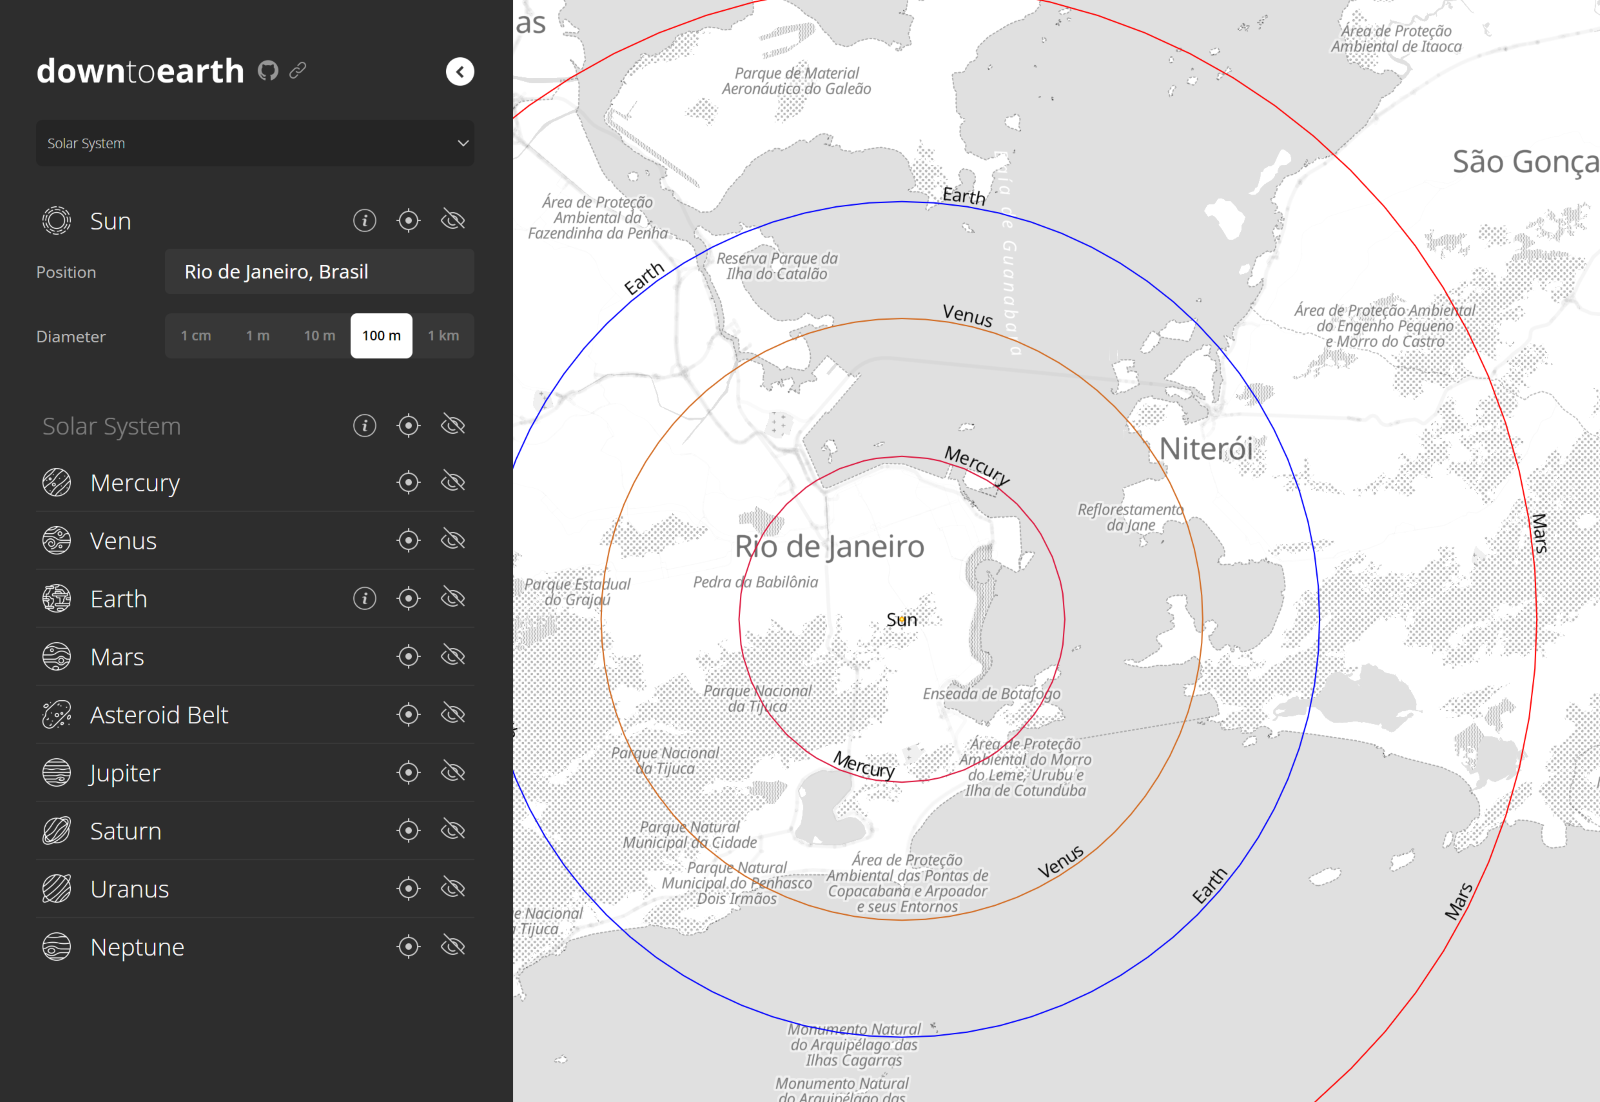 downtoearth
Solar System
Sun
Position
Rio de Janeiro, Brasil
Diameter
1 cm
1 m
10 m
100 m
1 km
Solar System
Mercury
Venus
Earth
Mars
Asteroid Belt
Jupiter
Saturn
Uranus
Neptune
as
Área de Proteção
Ambiental de Itaoca
Parque de Material
Aeronáutico do Galeão
São Gonça
Earth
Área de Proteção
Ambiental da
Fazendinha da Penha
Baía de Guanabara
Reserva Parque da
Ilha do Catalão
Earth
Venus
Área de Proteção Ambiental
do Engenho Pequeno
e Morro do Castro
Niterói
Mercury
Reflorestamento
da Jane
Mars
Rio de Janeiro
Pedra da Babilônia
Parque Estadual
do Grajaú
Sun
Parque Nacional
da Tijuca
Enseada de Botafogo
Parque Nacional
da Tijuca
Mercury
Área de Proteção
Ambiental do Morro
do Leme, Urubu e
Ilha de Cotunduba
Parque Natural
Municipal da Cidade
Parque Natural
Municipal do Penhasco
Dois Irmãos
Área de Proteção
Ambiental das Pontas de
Copacabana e Arpoador
e seus Entornos
Venus
Earth
Mars
e Nacional
Tijuca
Monumento Natural
do Arquipélago das
Ilhas Cagarras
Monumento Natural
do Arquipélago das